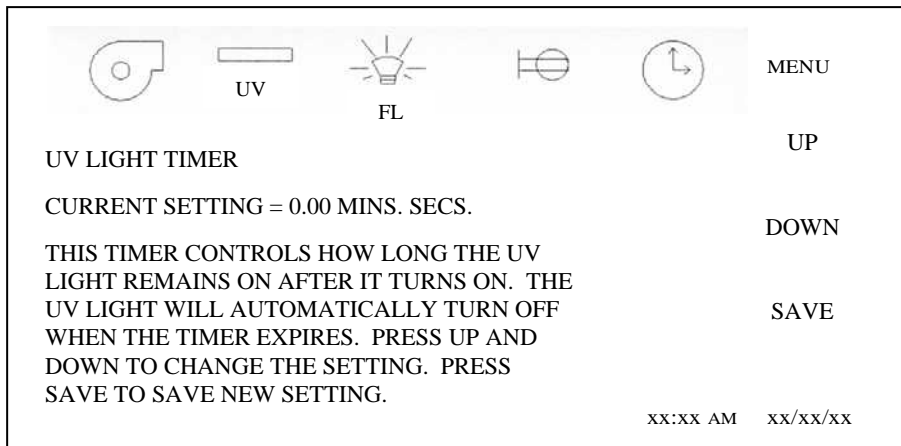 UV
FL
MENU
UP
DOWN
SAVE
UV LIGHT TIMER
CURRENT SETTING = 0.00 MINS. SECS.
THIS TIMER CONTROLS HOW LONG THE UV
LIGHT REMAINS ON AFTER IT TURNS ON. THE
UV LIGHT WILL AUTOMATICALLY TURN OFF
WHEN THE TIMER EXPIRES. PRESS UP AND
DOWN TO CHANGE THE SETTING. PRESS
SAVE TO SAVE NEW SETTING.
xx:xx AM xx/xx/xx